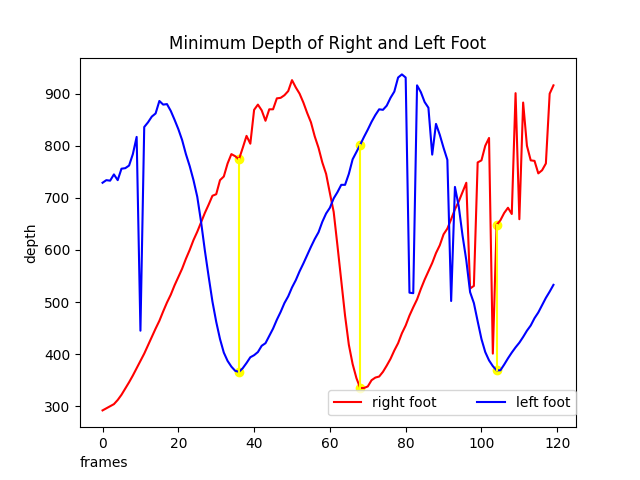 Minimum Depth of Right and Left Foot
900
800
700
600
500
400
300
depth
right foot
left foot
0 20 40 60 80 100 120
frames